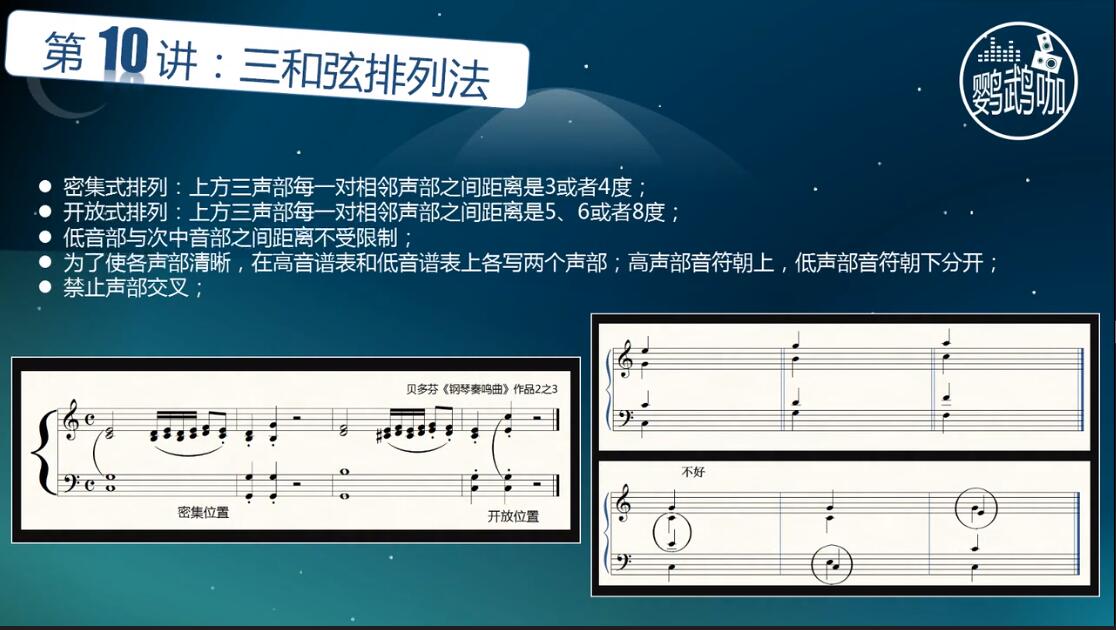 第10讲：三和弦排列法
鹦鹉咖
密集式排列：上方三声部每一对相邻声部之间距离是3或者4度；
开放式排列：上方三声部每一对相邻声部之间距离是5、6或者8度；
低音部与次中音部之间距离不受限制；
为了使各声部清晰，在高音谱表和低音谱表上各写两个声部；高声部音符朝上，低声部音符朝下分开；
禁止声部交叉；
贝多芬《钢琴奏鸣曲》作品2之3
密集位置
开放位置
不好